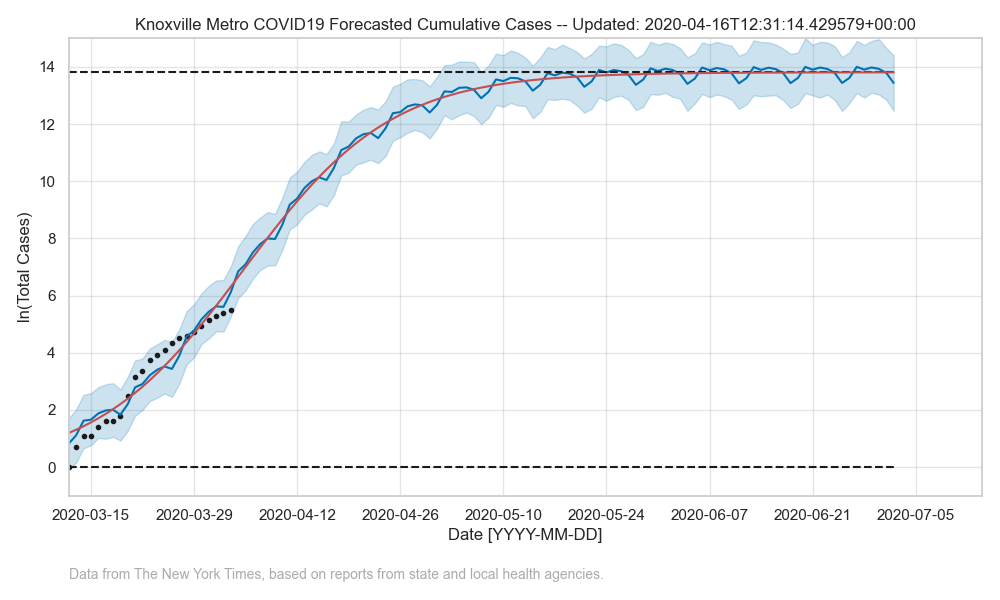 Knoxville Metro COVID19 Forecasted Cumulative Cases -- Updated: 2020-04-16T12:31:14.429579+00:00
14
12
10
8
6
4
2
0
ln(Total Cases)
2020-03-15 2020-03-29 2020-04-12 2020-04-26 2020-05-10 2020-05-24 2020-06-07 2020-06-21 2020-07-05
Date [YYYY-MM-DD]
Data from The New York Times, based on reports from state and local health agencies.